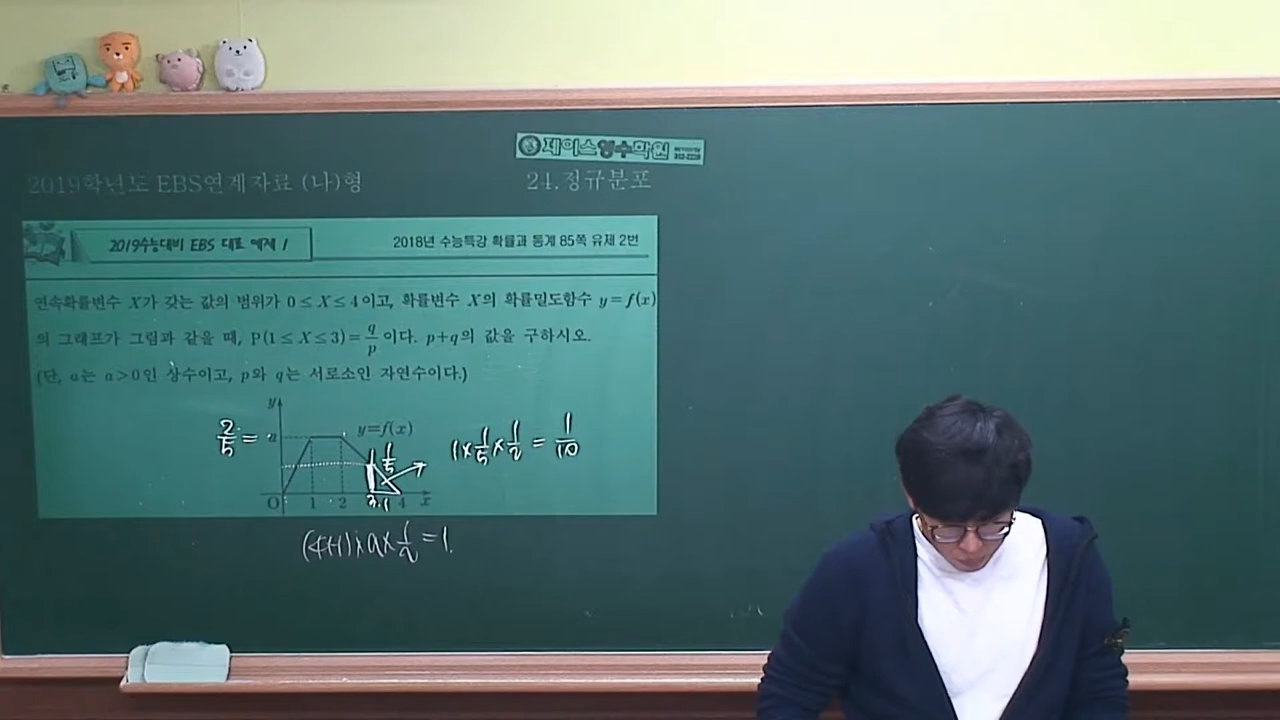 제이스영수학원
2019학년도 EBS연계자료 (나)형
24.정규분포
2019수능대비 EBS 대표 예제 1
2018년 수능특강 확률과 통계 85쪽 유제 2번
연속확률변수 X가 갖는 값의 범위가 0≤X≤4이고, 확률변수 X의 확률밀도함수 y=f(x)
의 그래프가 그림과 같을 때, P(1≤X≤3)=q/p이다. p+q의 값을 구하시오.
(단, a는 a>0인 상수이고, p와 q는 서로소인 자연수이다.)
y
2/5 = a
y=f(x)
1/5
1×1/5×1/2=1/10
O 1 2 3 1 4 x
(4+1)×a×1/2=1.